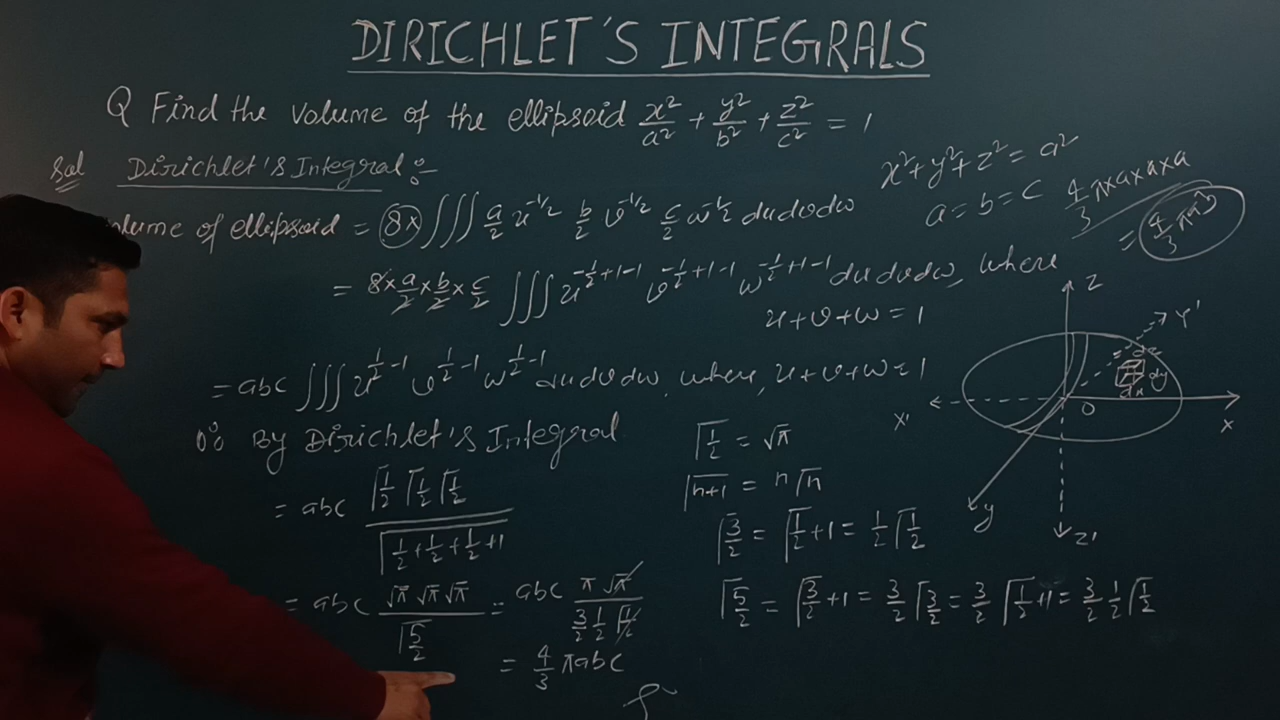 DIRICHLET'S INTEGRALS
Q Find the volume of the ellipsoid x²/a² + y²/b² + z²/c² = 1
Sol Dirichlet's Integral :-
lume of ellipsoid = 8× ∫∫∫ a/2 u^(-1/2) b/2 v^(-1/2) c/2 w^(-1/2) du dv dw
= 8× a/2 × b/2 × c/2 ∫∫∫ u^(-1/2+1-1) v^(-1/2+1-1) w^(-1/2+1-1) du dv dw, where
u+v+w = 1
= abc ∫∫∫ u^(1/2-1) v^(1/2-1) w^(1/2-1) du dv dw, where, u+v+w = 1
By Dirichlet's Integral
= abc Γ1/2 Γ1/2 Γ1/2 / Γ(1/2+1/2+1/2+1)
= abc √π √π √π / Γ5/2 = abc π√π / (3/2 1/2 Γ1/2)
= 4/3 πabc
x²+y²+z² = a²
a = b = c
4/3 π×a×a×a
= 4/3 πa³
Γ1/2 = √π
Γn+1 = nΓn
Γ3/2 = Γ1/2+1 = 1/2 Γ1/2
Γ5/2 = Γ3/2+1 = 3/2 Γ3/2 = 3/2 Γ1/2+1 = 3/2 1/2 Γ1/2
Z
Y'
dz
dy
dx
X'
O
X
Y
Z'